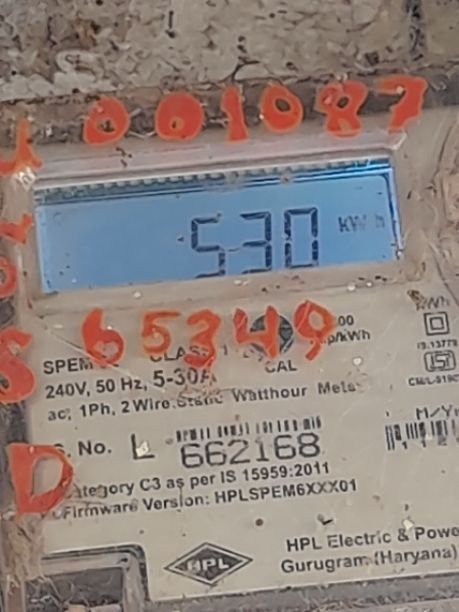 001087
530 kWh
65349
240V, 50 Hz, 5-30A
CAL
ac, 1Ph, 2 Wire Static Watthour Meter
No. L 662168
Category C3 as per IS 15959:2011
Firmware Version: HPLSPEM6XXX01
D
HPL
HPL Electric & Powe
Gurugram (Haryana)